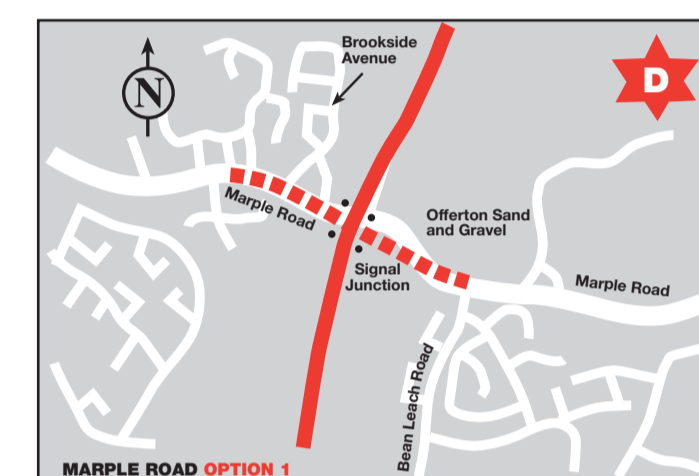 Brookside
Avenue
N
D
Marple Road
Offerton Sand
and Gravel
Signal
Junction
Marple Road
Bean Leach Road
MARPLE ROAD OPTION 1